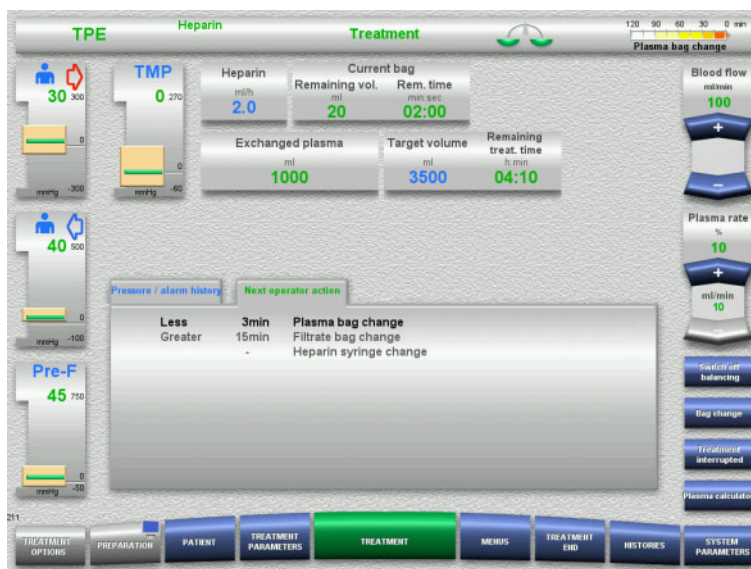 TPE
Heparin
Treatment
120 90 60 30 0 min
Plasma bag change
30 300
0
-300
mmHg
TMP
0 270
0
mmHg -60
Heparin
ml/h
2.0
Current bag
Remaining vol. Rem. time
ml min:sec
20 02:00
Exchanged plasma
ml
1000
Target volume
ml
3500
Remaining
treat. time
h:min
04:10
Blood flow
ml/min
100
+
–
40 500
0
mmHg -100
Plasma rate
%
10
+
ml/min
10
–
Pressure / alarm history
Next operator action
Less 3min Plasma bag change
Greater 15min Filtrate bag change
- Heparin syringe change
Pre-F
45 750
0
mmHg -50
Switch off
balancing
Bag change
Treatment
interrupted
Plasma calculato
211
TREATMENT
OPTIONS
PREPARATION
PATIENT
TREATMENT
PARAMETERS
TREATMENT
MENUS
TREATMENT
END
HISTORIES
SYSTEM
PARAMETERS